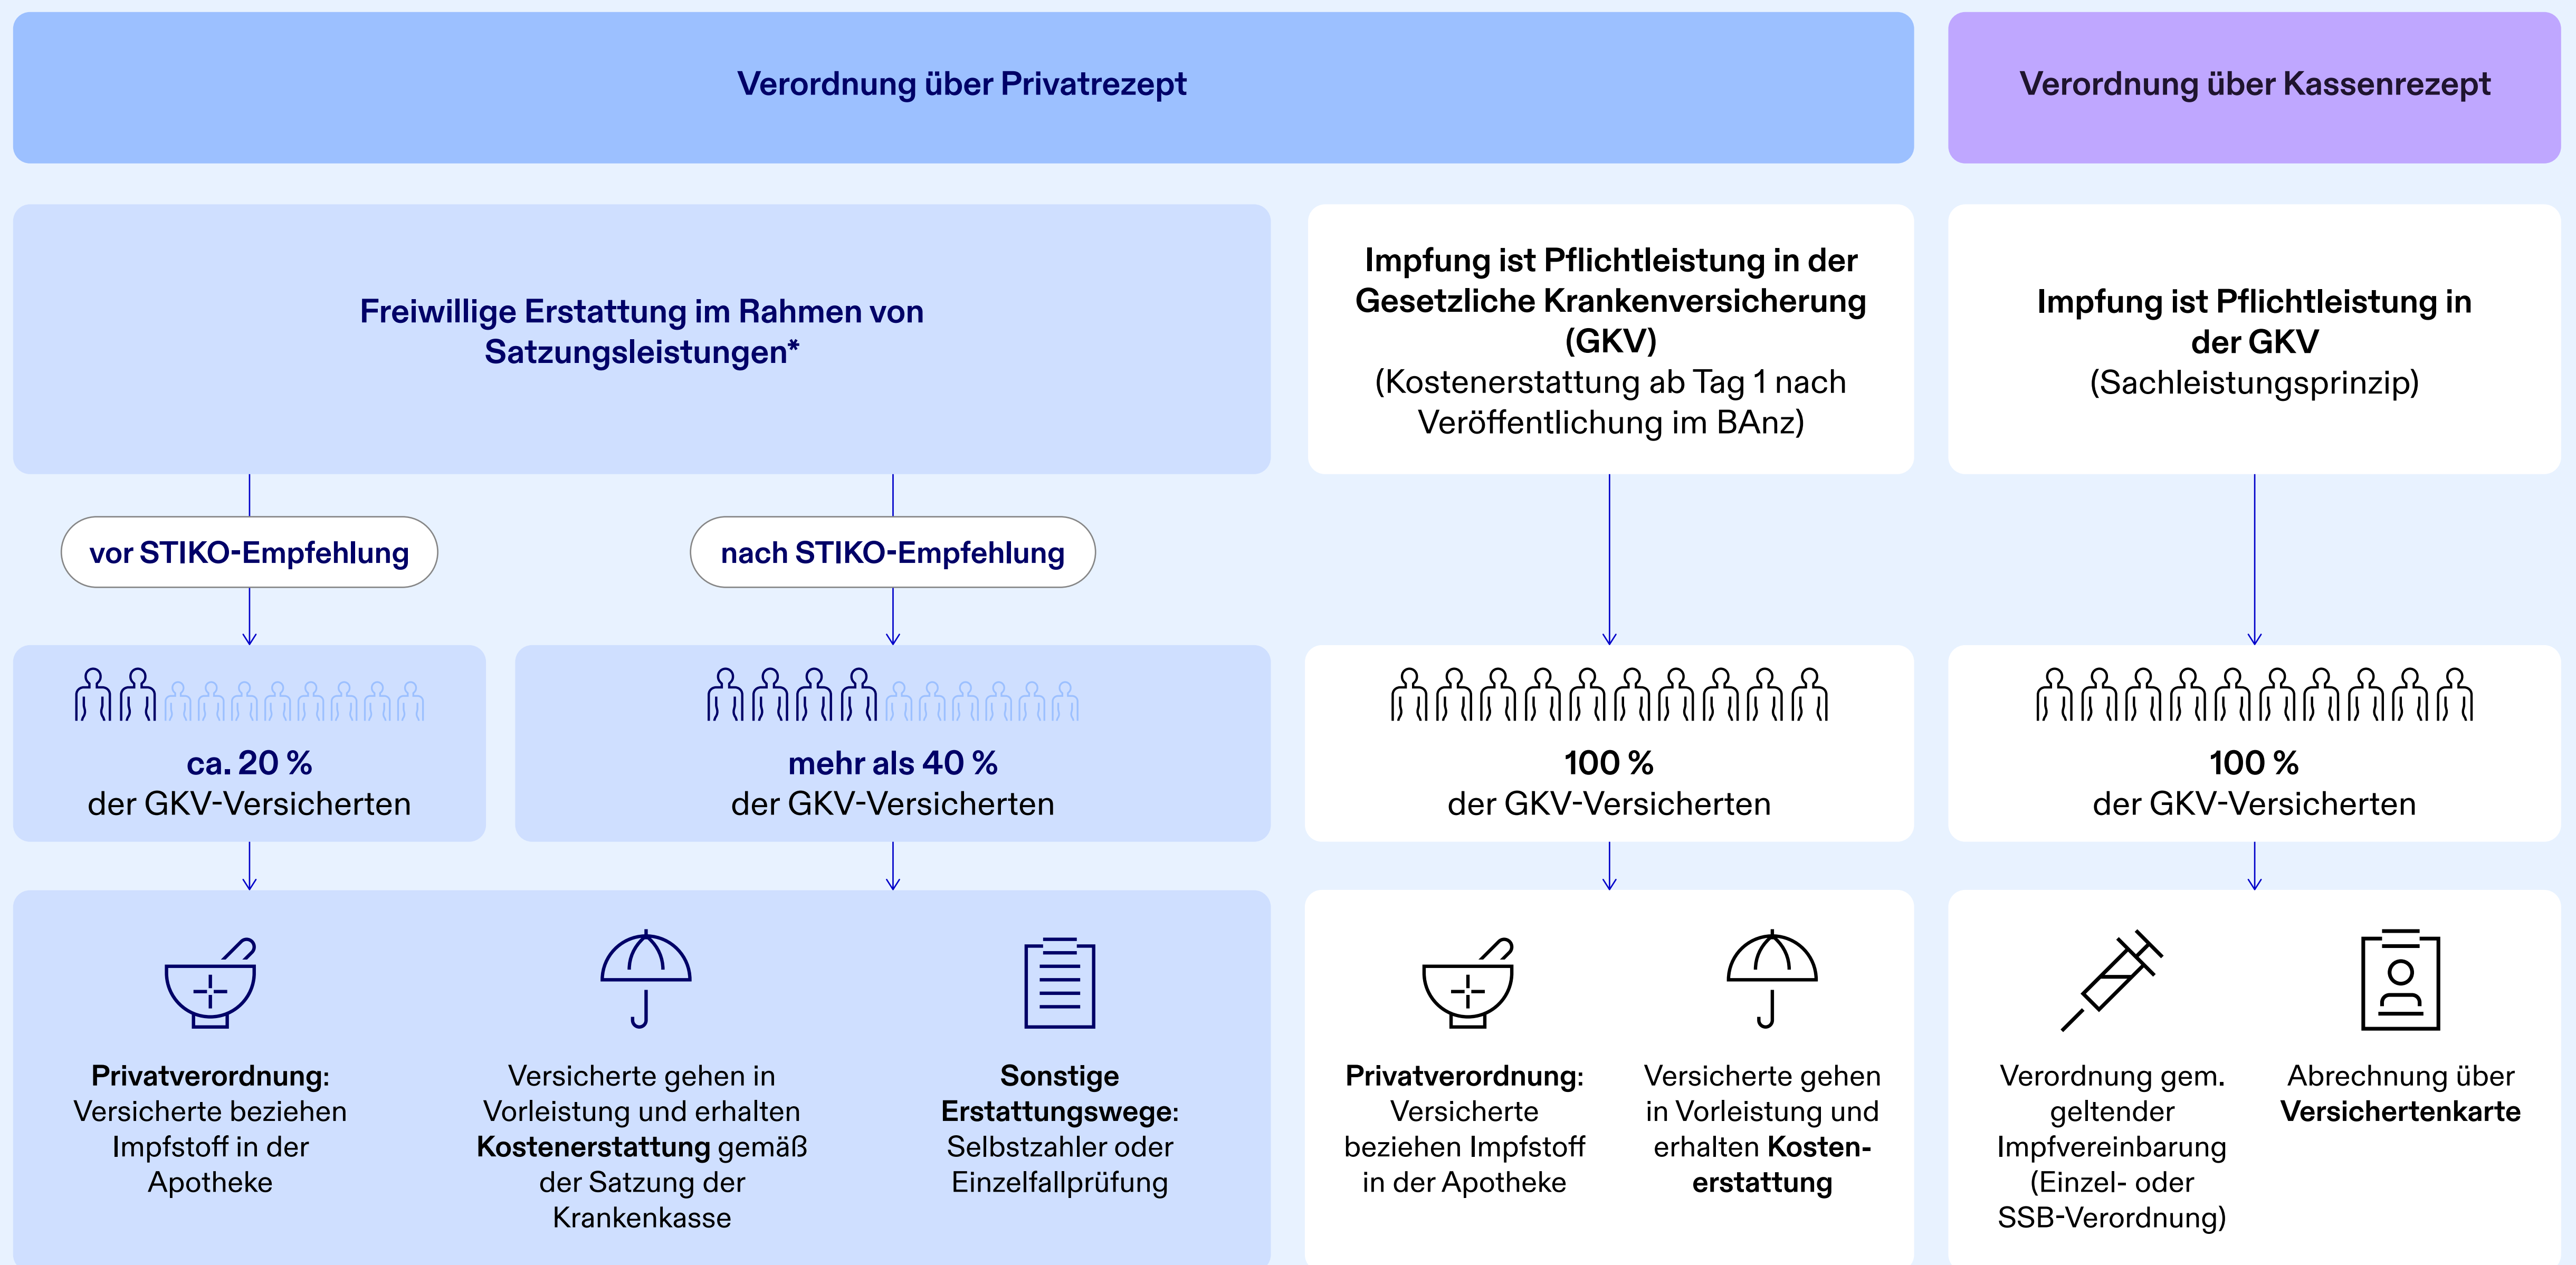 Verordnung über Privatrezept
Verordnung über Kassenrezept
Freiwillige Erstattung im Rahmen von
Satzungsleistungen*
Impfung ist Pflichtleistung in der
Gesetzliche Krankenversicherung
(GKV)
(Kostenerstattung ab Tag 1 nach
Veröffentlichung im BAnz)
Impfung ist Pflichtleistung in
der GKV
(Sachleistungsprinzip)
vor STIKO-Empfehlung
nach STIKO-Empfehlung
ca. 20 %
der GKV-Versicherten
mehr als 40 %
der GKV-Versicherten
100 %
der GKV-Versicherten
100 %
der GKV-Versicherten
Privatverordnung:
Versicherte beziehen
Impfstoff in der
Apotheke
Versicherte gehen in
Vorleistung und erhalten
Kostenerstattung gemäß
der Satzung der
Krankenkasse
Sonstige
Erstattungswege:
Selbstzahler oder
Einzelfallprüfung
Privatverordnung:
Versicherte
beziehen Impfstoff
in der Apotheke
Versicherte gehen
in Vorleistung und
erhalten Kosten-
erstattung
Verordnung gem.
geltender
Impfvereinbarung
(Einzel- oder
SSB-Verordnung)
Abrechnung über
Versichertenkarte